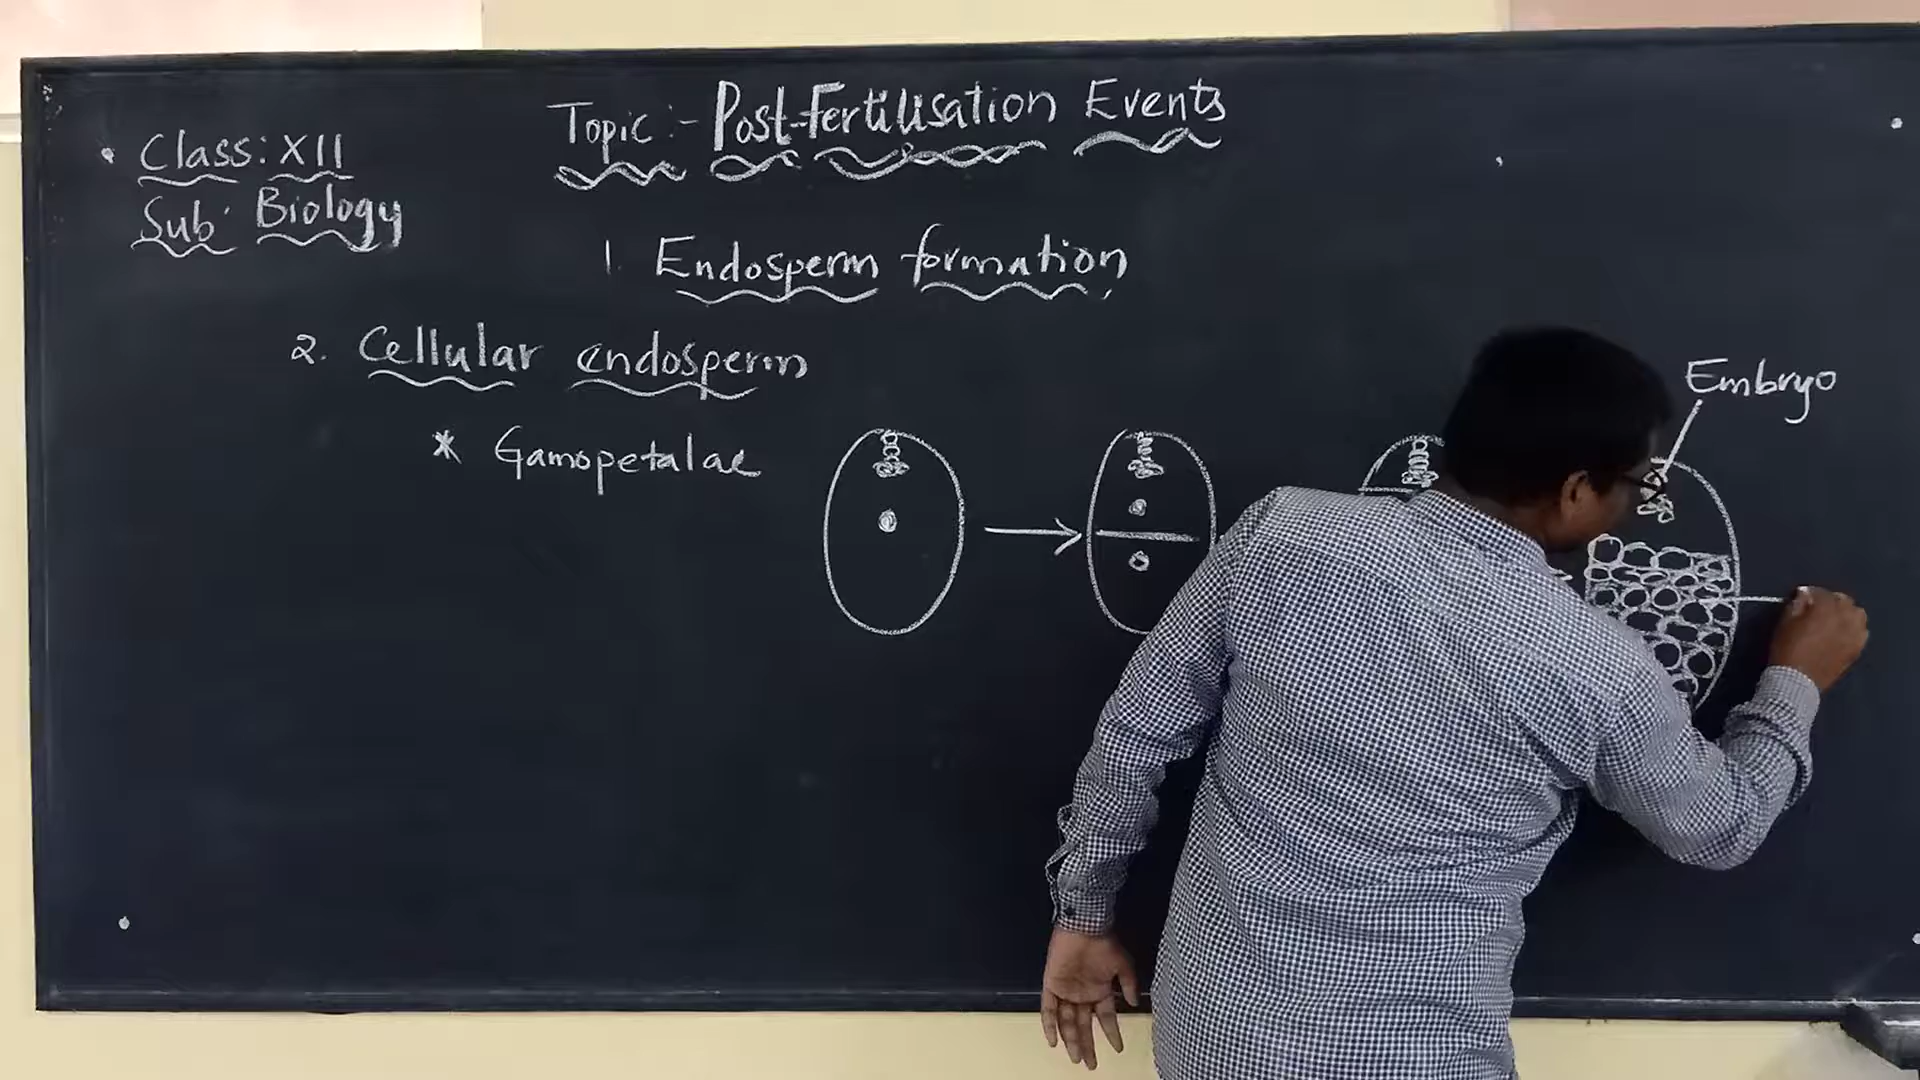 Topic:- Post-Fertilisation Events
Class: XII
Sub: Biology
1. Endosperm formation
2. Cellular endosperm
* Gamopetalae
Embryo